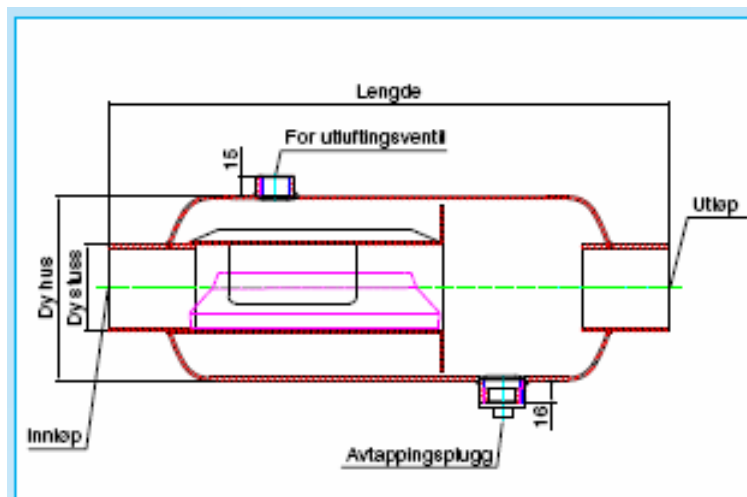 Lengde
For utluftingsventil
15
Utløp
Dy hus
Dy stuss
Innløp
16
Avtappingsplugg